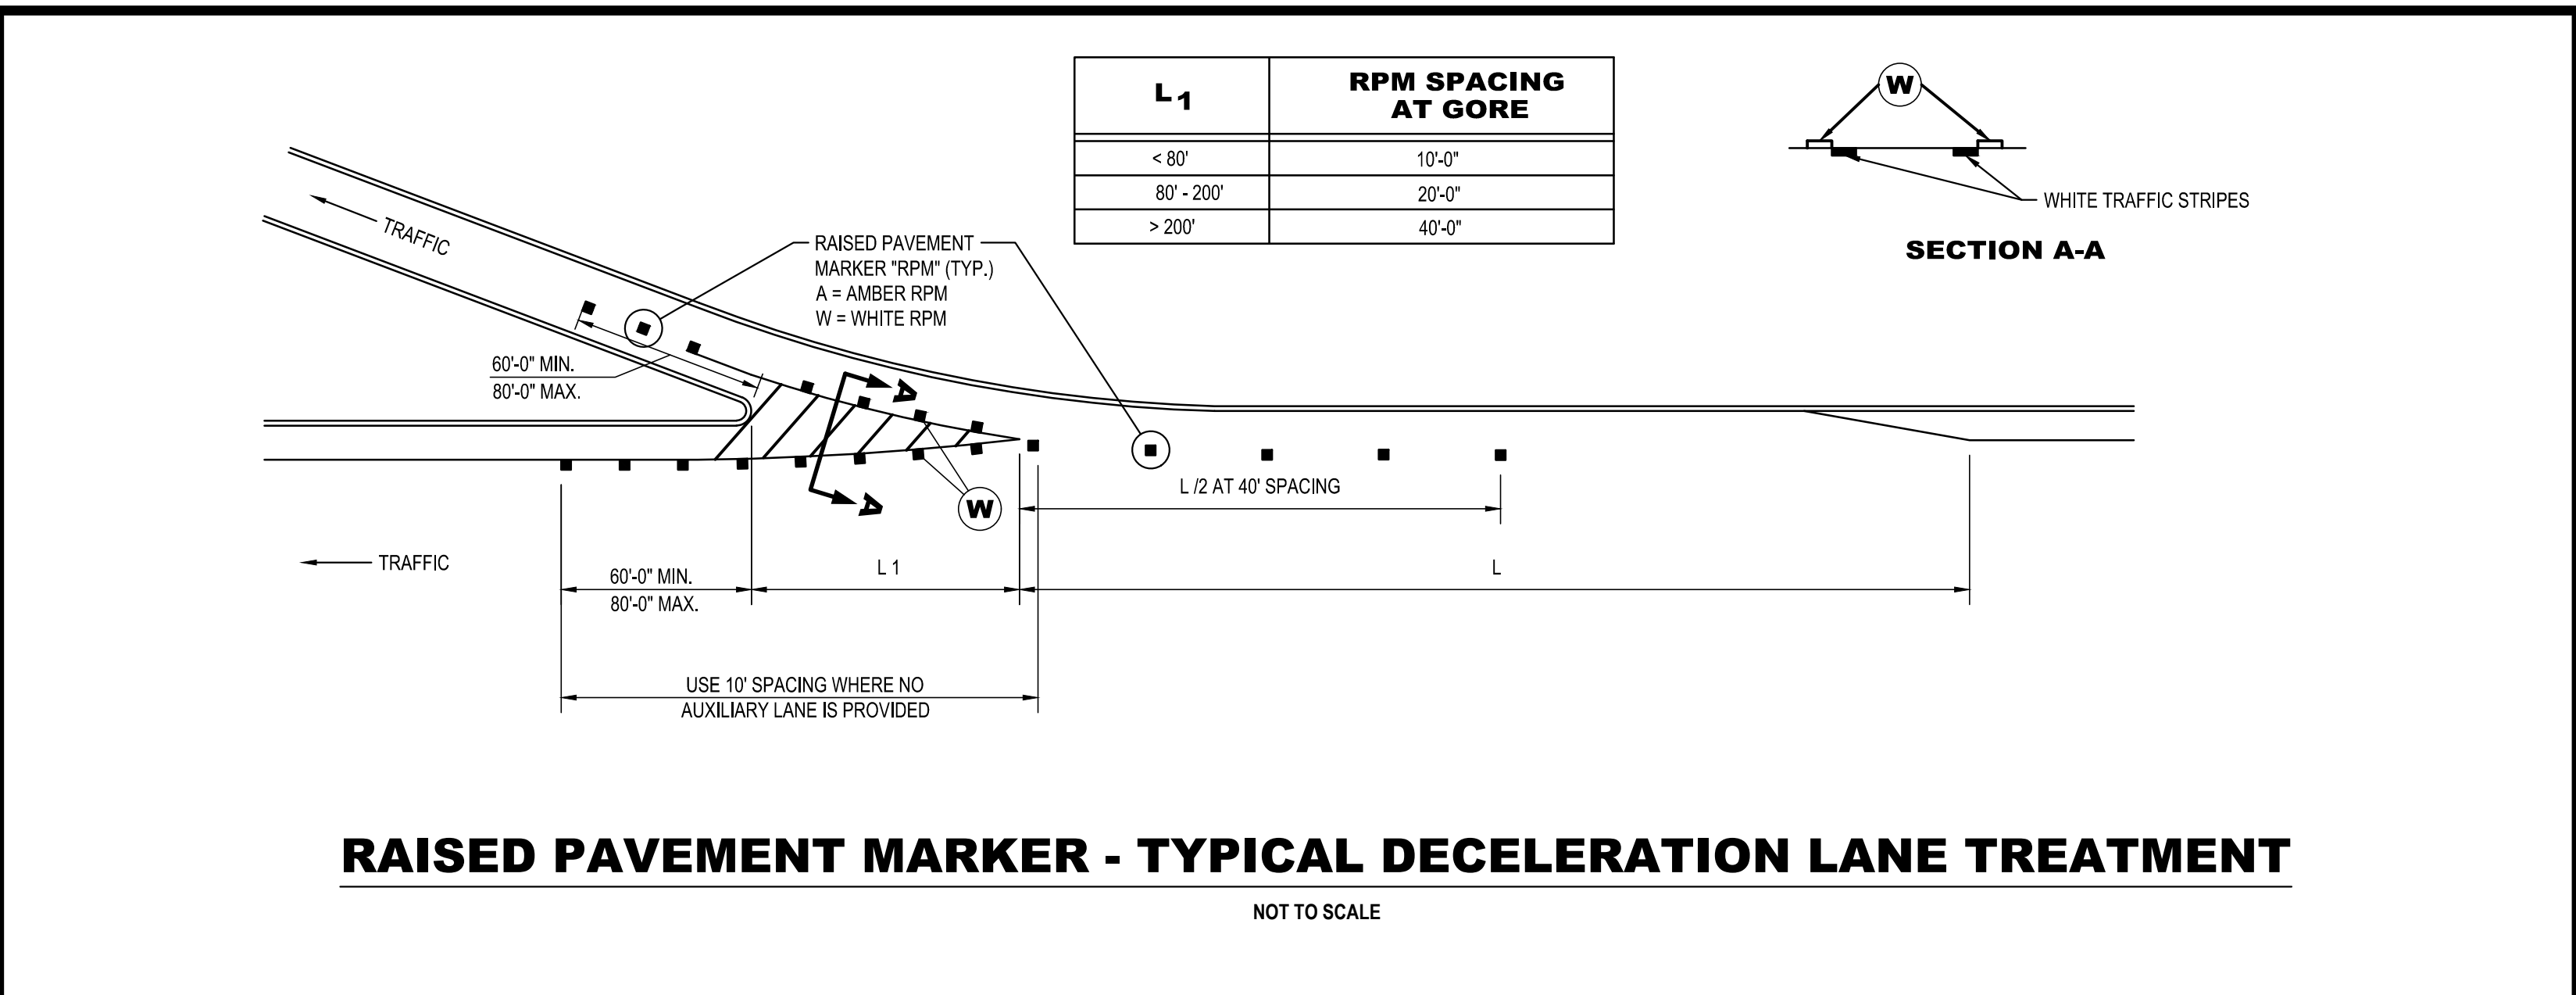 L1
RPM SPACING
AT GORE
< 80'
10'-0"
80' - 200'
20'-0"
> 200'
40'-0"
W
WHITE TRAFFIC STRIPES
SECTION A-A
TRAFFIC
RAISED PAVEMENT
MARKER "RPM" (TYP.)
A = AMBER RPM
W = WHITE RPM
60'-0" MIN.
80'-0" MAX.
A
A
W
L /2 AT 40' SPACING
TRAFFIC
60'-0" MIN.
80'-0" MAX.
L 1
L
USE 10' SPACING WHERE NO
AUXILIARY LANE IS PROVIDED
RAISED PAVEMENT MARKER - TYPICAL DECELERATION LANE TREATMENT
NOT TO SCALE